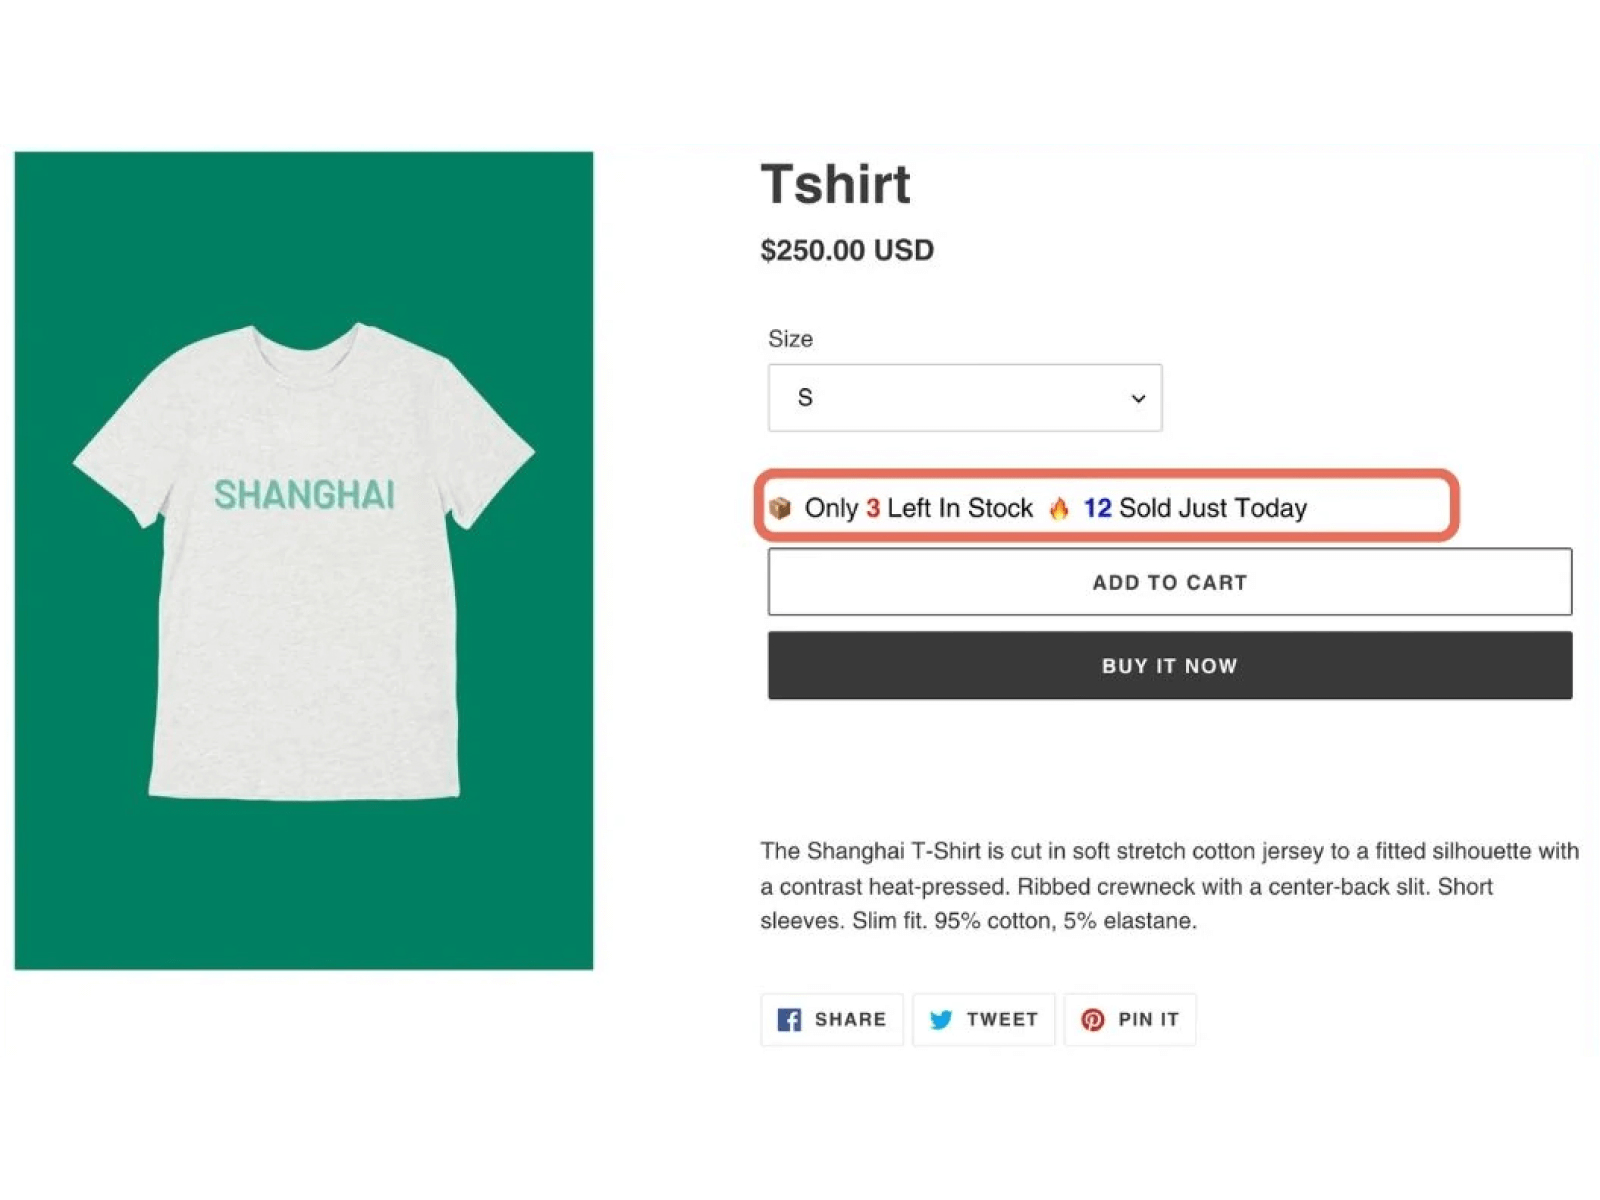 SHANGHAI
Tshirt
$250.00 USD
Size
S
📦 Only 3 Left In Stock 🔥 12 Sold Just Today
ADD TO CART
BUY IT NOW
The Shanghai T-Shirt is cut in soft stretch cotton jersey to a fitted silhouette with
a contrast heat-pressed. Ribbed crewneck with a center-back slit. Short
sleeves. Slim fit. 95% cotton, 5% elastane.
SHARE TWEET PIN IT